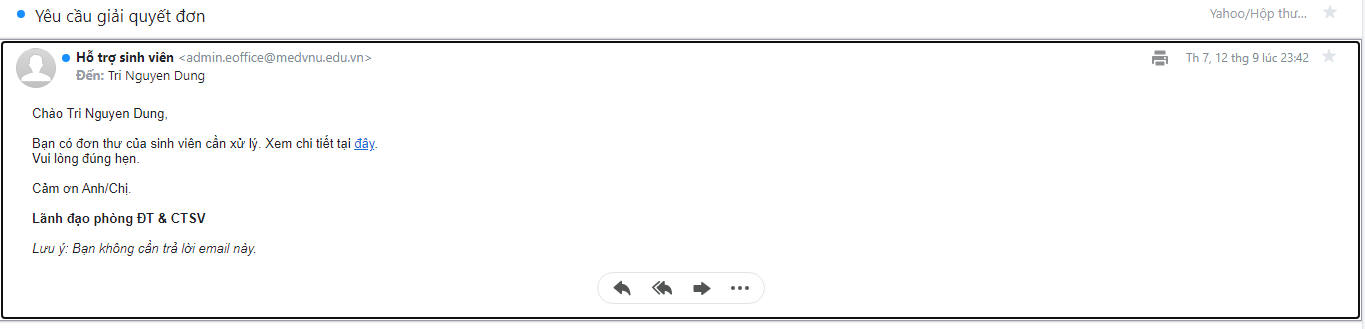 Yêu cầu giải quyết đơn
Yahoo/Hộp thư...
Hỗ trợ sinh viên <admin.eoffice@medvnu.edu.vn>
Th 7, 12 thg 9 lúc 23:42
Đến: Tri Nguyen Dung
Chào Tri Nguyen Dung,
Bạn có đơn thư của sinh viên cần xử lý. Xem chi tiết tại đây.
Vui lòng đúng hẹn.
Cảm ơn Anh/Chị.
Lãnh đạo phòng ĐT & CTSV
Lưu ý: Bạn không cần trả lời email này.